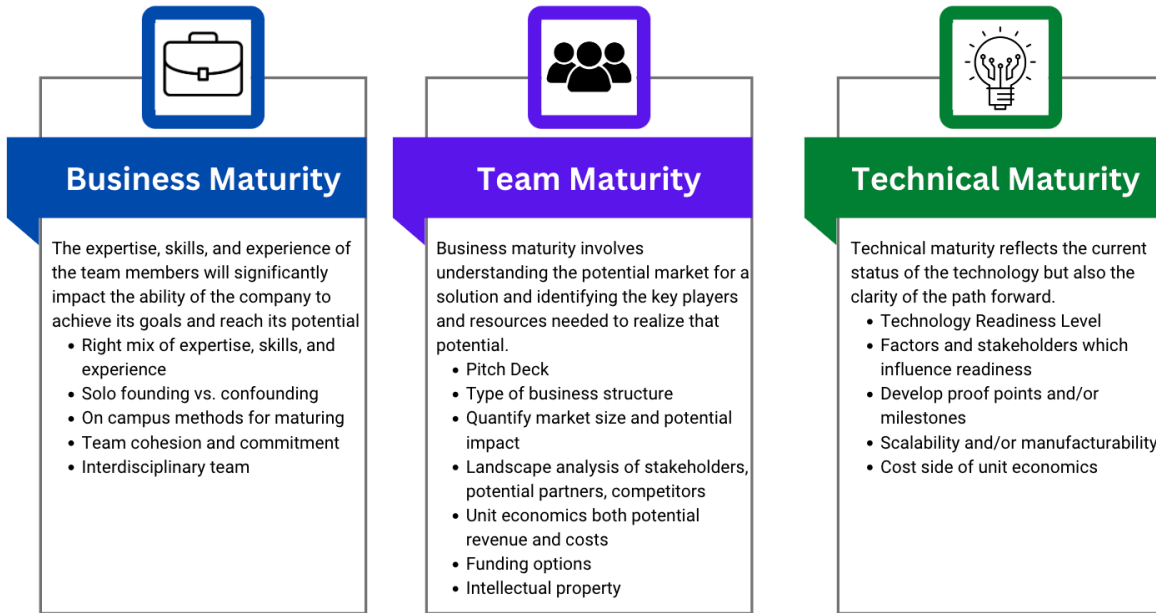 Business Maturity
The expertise, skills, and experience of
the team members will significantly
impact the ability of the company to
achieve its goals and reach its potential
• Right mix of expertise, skills, and
experience
• Solo founding vs. confounding
• On campus methods for maturing
• Team cohesion and commitment
• Interdisciplinary team
Team Maturity
Business maturity involves
understanding the potential market for a
solution and identifying the key players
and resources needed to realize that
potential.
• Pitch Deck
• Type of business structure
• Quantify market size and potential
impact
• Landscape analysis of stakeholders,
potential partners, competitors
• Unit economics both potential
revenue and costs
• Funding options
• Intellectual property
Technical Maturity
Technical maturity reflects the current
status of the technology but also the
clarity of the path forward.
• Technology Readiness Level
• Factors and stakeholders which
influence readiness
• Develop proof points and/or
milestones
• Scalability and/or manufacturability
• Cost side of unit economics